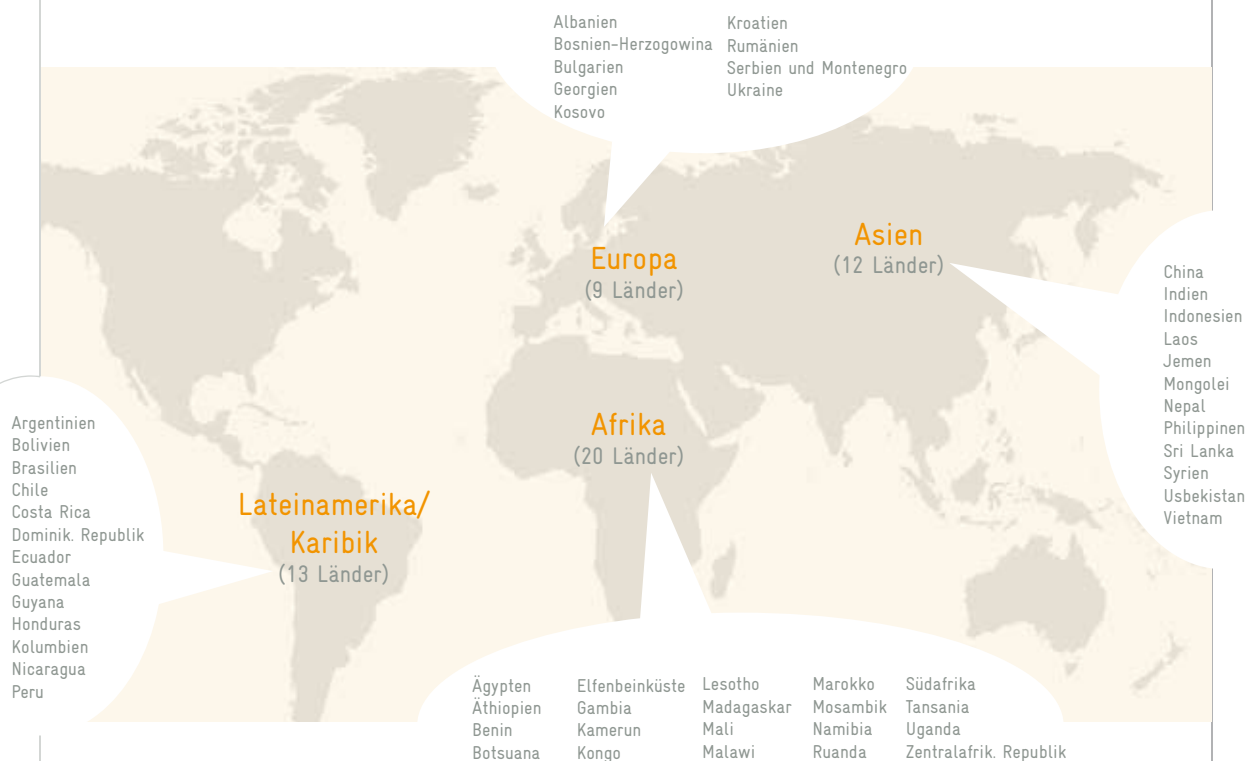 Albanien
Bosnien-Herzogowina
Bulgarien
Georgien
Kosovo
Kroatien
Rumänien
Serbien und Montenegro
Ukraine
Europa
(9 Länder)
Asien
(12 Länder)
China
Indien
Indonesien
Laos
Jemen
Mongolei
Nepal
Philippinen
Sri Lanka
Syrien
Usbekistan
Vietnam
Argentinien
Bolivien
Brasilien
Chile
Costa Rica
Dominik. Republik
Ecuador
Guatemala
Guyana
Honduras
Kolumbien
Nicaragua
Peru
Lateinamerika/
Karibik
(13 Länder)
Afrika
(20 Länder)
Ägypten
Äthiopien
Benin
Botsuana
Elfenbeinküste
Gambia
Kamerun
Kongo
Lesotho
Madagaskar
Mali
Malawi
Marokko
Mosambik
Namibia
Ruanda
Südafrika
Tansania
Uganda
Zentralafrik. Republik